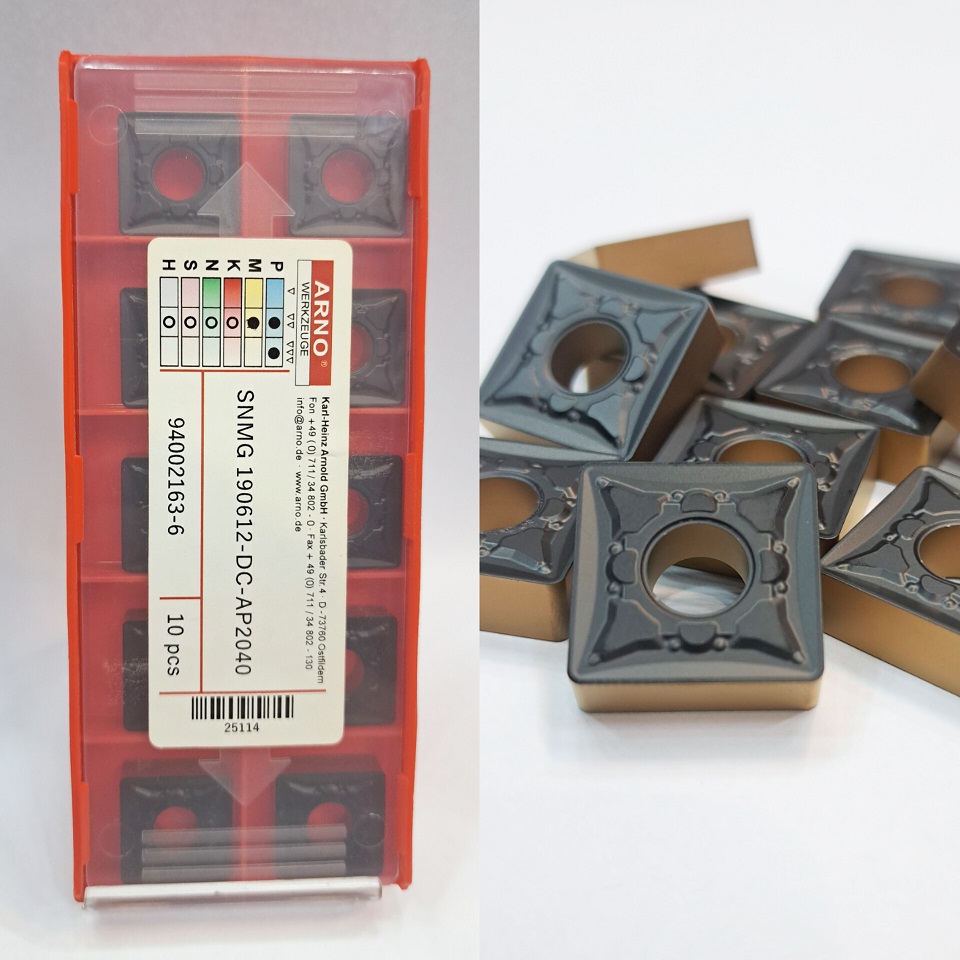 ARNO®
WERKZEUGE
Karl-Heinz Arnold GmbH · Karlsbader Str.4 · D -73760 Ostfildern
Fon +49 (0) 711/ 34 802 - 0 · Fax + 49 (0) 711 / 34 802 - 130
info@arno.de · www.arno.de
P
M
K
N
S
H
SNMG 190612-DC-AP2040
94002163-6
10 pcs
25114